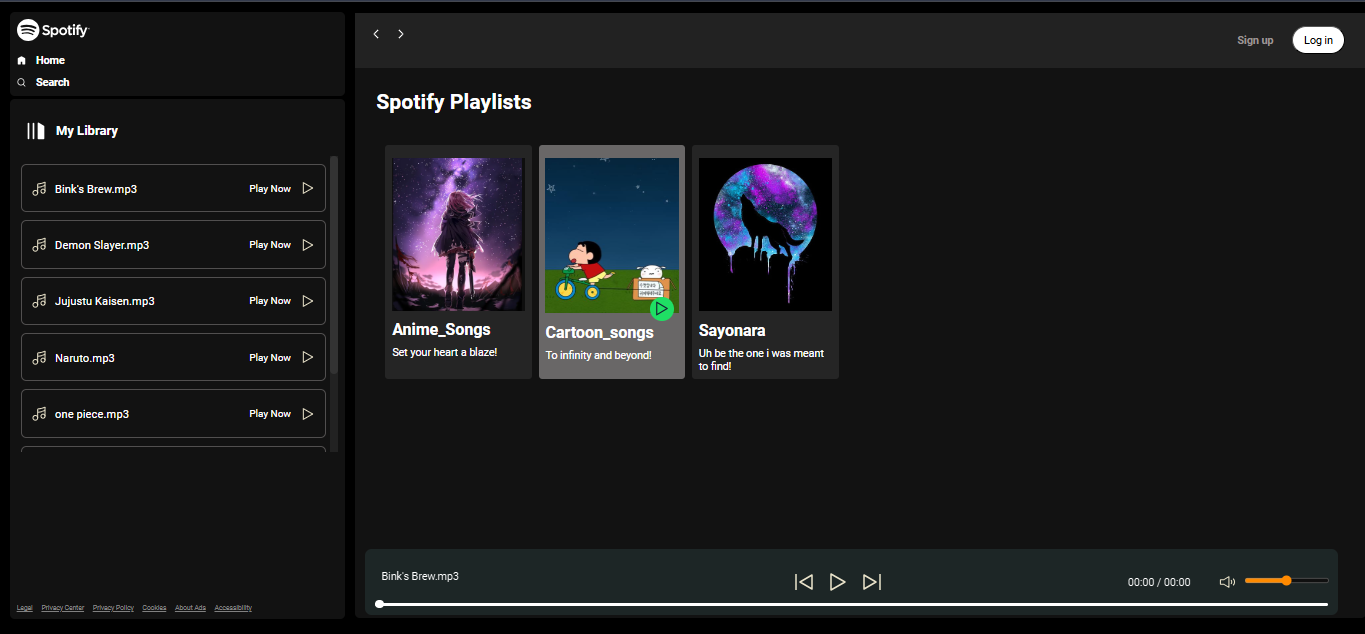 Spotify
Home
Search
My Library
Bink's Brew.mp3 Play Now
Demon Slayer.mp3 Play Now
Jujustu Kaisen.mp3 Play Now
Naruto.mp3 Play Now
one piece.mp3 Play Now
Legal Privacy Center Privacy Policy Cookies About Ads Accessibility
Sign up Log in
Spotify Playlists
Anime_Songs
Set your heart a blaze!
Cartoon_songs
To infinity and beyond!
Sayonara
Uh be the one i was meant
to find!
Bink's Brew.mp3
00:00 / 00:00